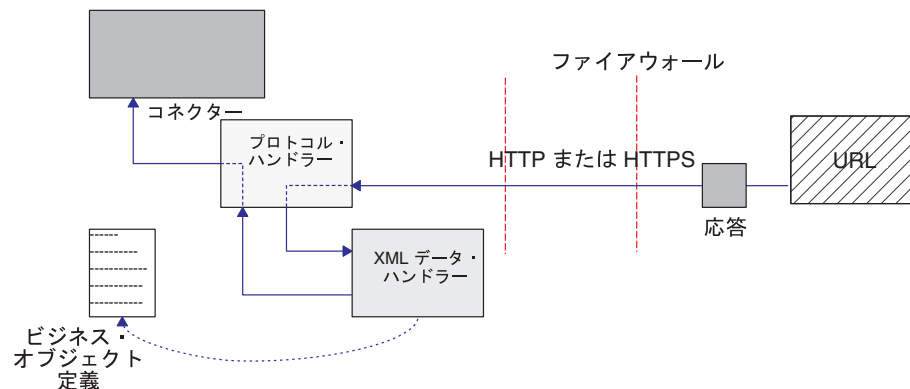 ファイアウォール
コネクター
プロトコル・
ハンドラー
HTTP または HTTPS
URL
応答
XML データ・
ハンドラー
ビジネス・
オブジェクト
定義